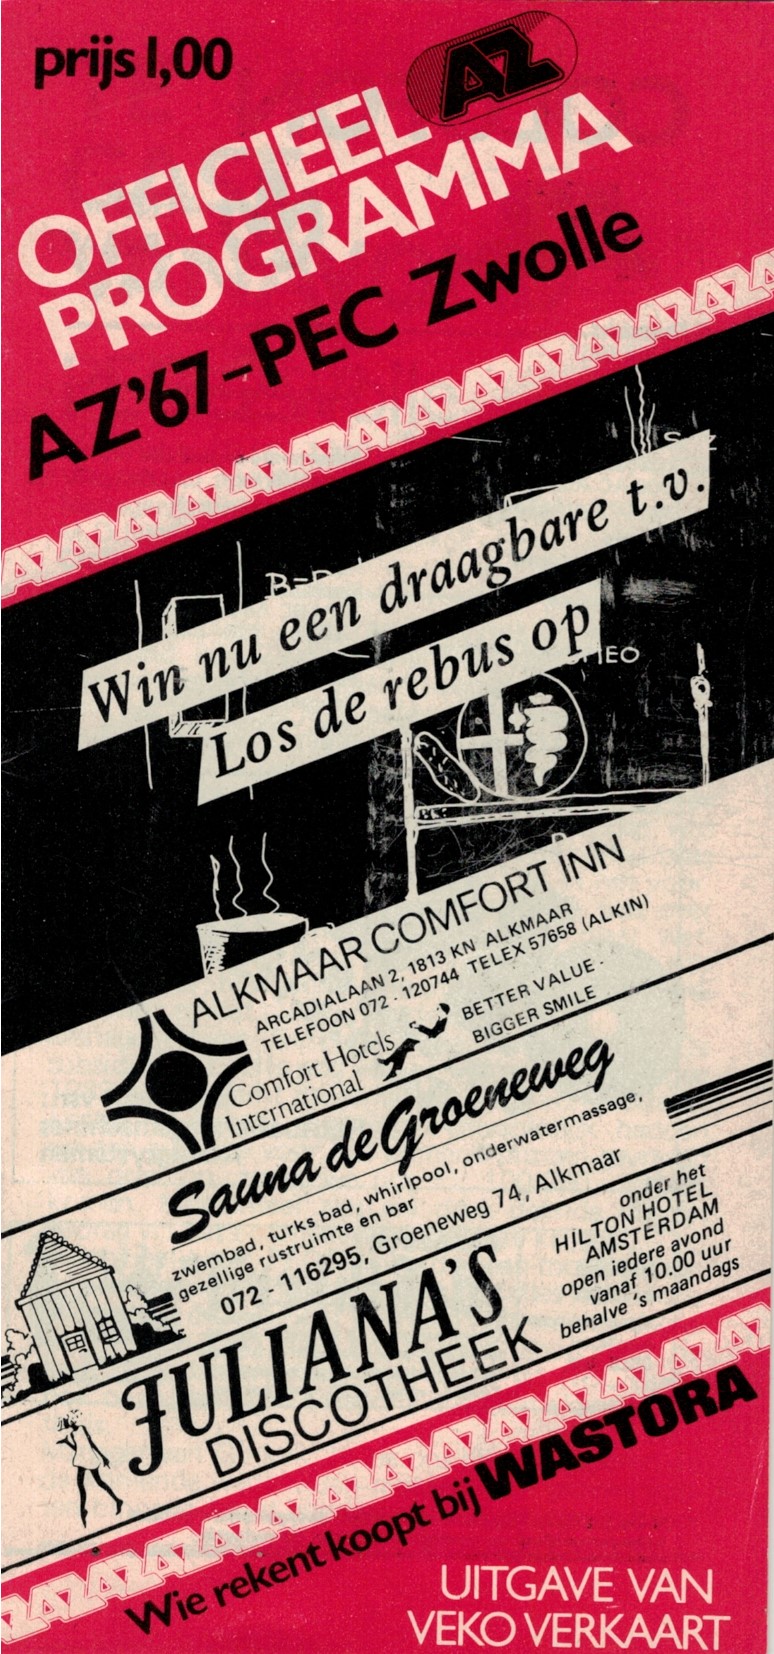 prijs 1,00
AZ
OFFICIEEL
PROGRAMMA
AZ'67-PEC Zwolle
Win nu een draagbare t.v.
Los de rebus op
ALKMAAR COMFORT INN
ARCADIALAAN 2, 1813 KN ALKMAAR
TELEFOON 072 - 120744 TELEX 57658 (ALKIN)
Comfort Hotels
International
BETTER VALUE -
BIGGER SMILE
Sauna de Groeneweg
zwembad, turks bad, whirlpool, onderwatermassage,
gezellige rustruimte en bar
072 - 116295, Groeneweg 74, Alkmaar
JULIANA'S
DISCOTHEEK
onder het
HILTON HOTEL
AMSTERDAM
open iedere avond
vanaf 10.00 uur
behalve 's maandags
Wie rekent koopt bij WASTORA
UITGAVE VAN
VEKO VERKAART